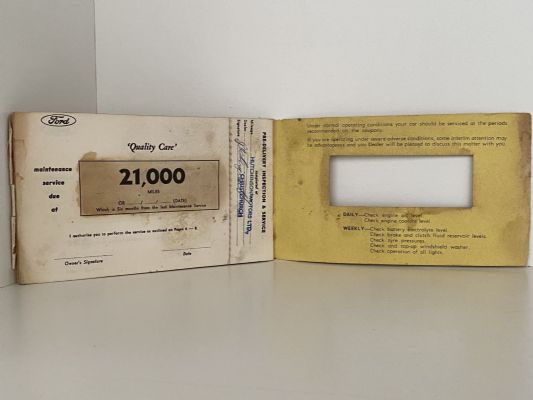 Ford
'Quality Care'
maintenance
service
due
at
21,000
MILES
OR / / (DATE)
Which is Six months from the last Maintenance Service
I authorise you to perform the service as outlined on Pages 6 — 8.
Owner's Signature
Date
PRE-DELIVERY INSPECTION & SERVICE
Mileage
Dealer
Signature
Under normal operating conditions your car should be serviced at the periods
recommended on the coupons.
If you are operating under severe adverse conditions, some interim attention may
be advantageous and you Dealer will be pleased to discuss this matter with you.
DAILY—Check engine oil level.
Check engine coolant level.
WEEKLY—Check battery electrolyte level.
Check brake and clutch fluid reservoir levels.
Check tyre pressures.
Check and top-up windshield washer.
Check operation of all lights.